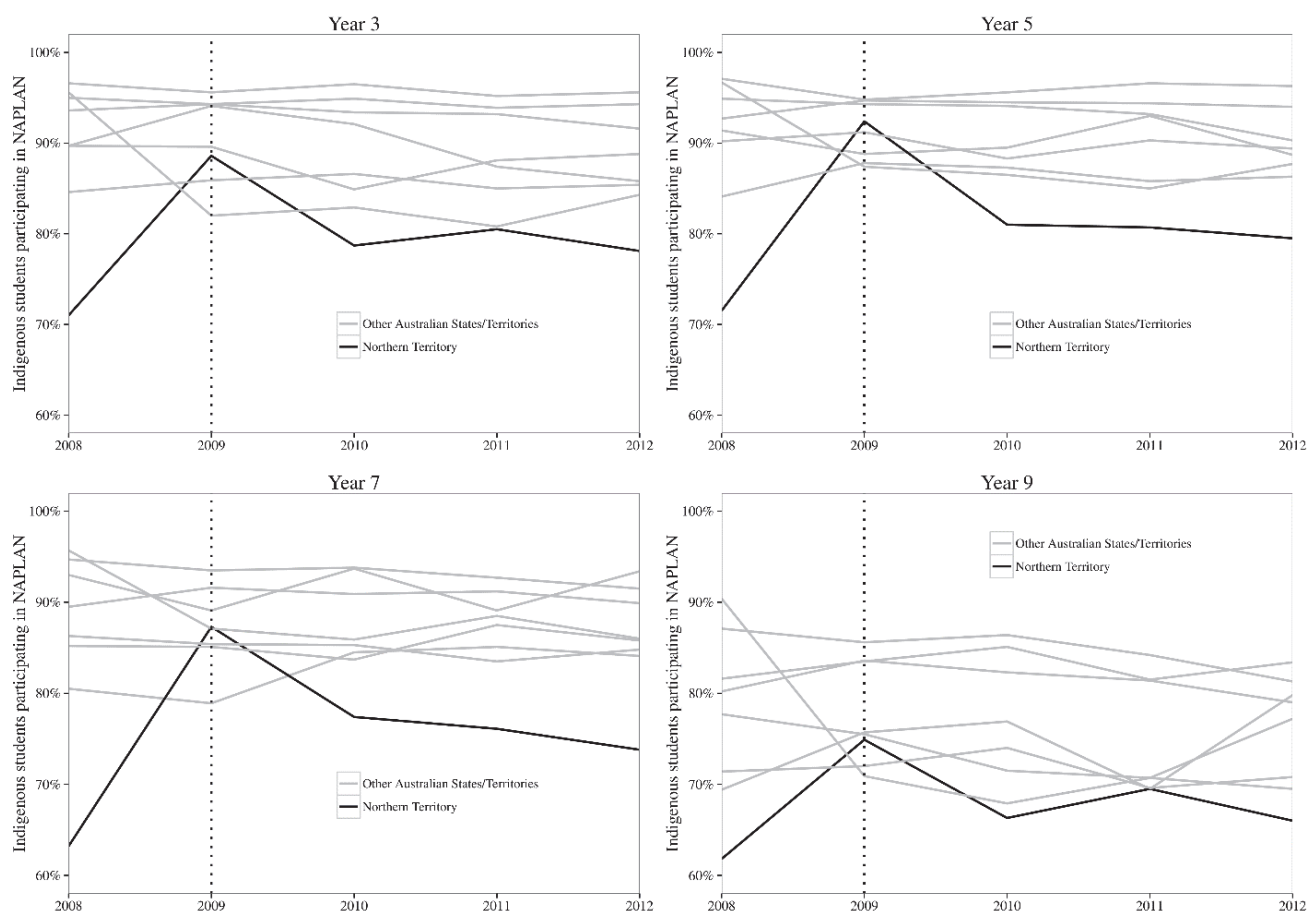 Year 3
Indigenous students participating in NAPLAN
100%
90%
80%
70%
60%
Other Australian States/Territories
Northern Territory
2008 2009 2010 2011 2012
Year 5
Indigenous students participating in NAPLAN
100%
90%
80%
70%
60%
Other Australian States/Territories
Northern Territory
2008 2009 2010 2011 2012
Year 7
Indigenous students participating in NAPLAN
100%
90%
80%
70%
60%
Other Australian States/Territories
Northern Territory
2008 2009 2010 2011 2012
Year 9
Indigenous students participating in NAPLAN
100%
90%
80%
70%
60%
Other Australian States/Territories
Northern Territory
2008 2009 2010 2011 2012